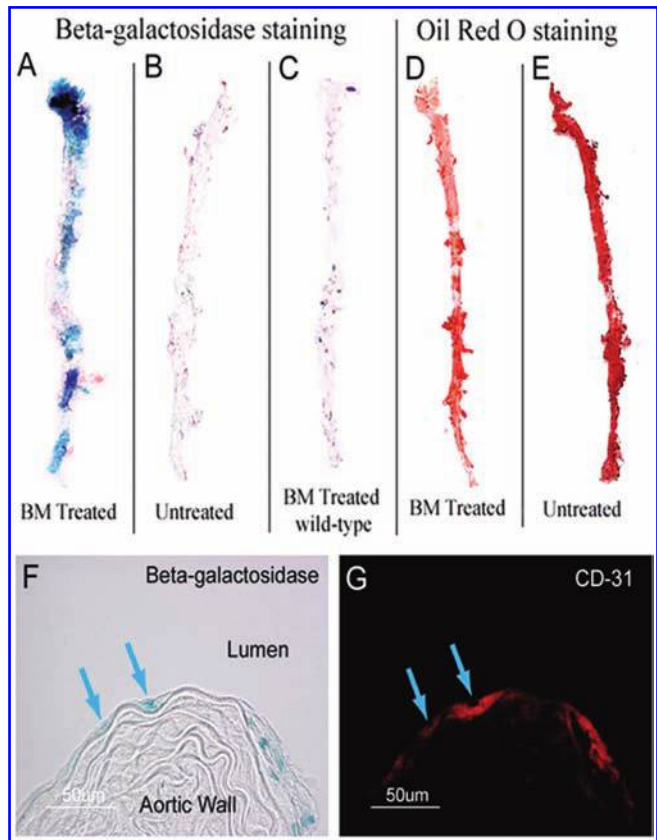 Beta-galactosidase staining
Oil Red O staining
A
B
C
D
E
BM Treated
Untreated
BM Treated
wild-type
BM Treated
Untreated
F
Beta-galactosidase
Lumen
50um
Aortic Wall
G
CD-31
50um